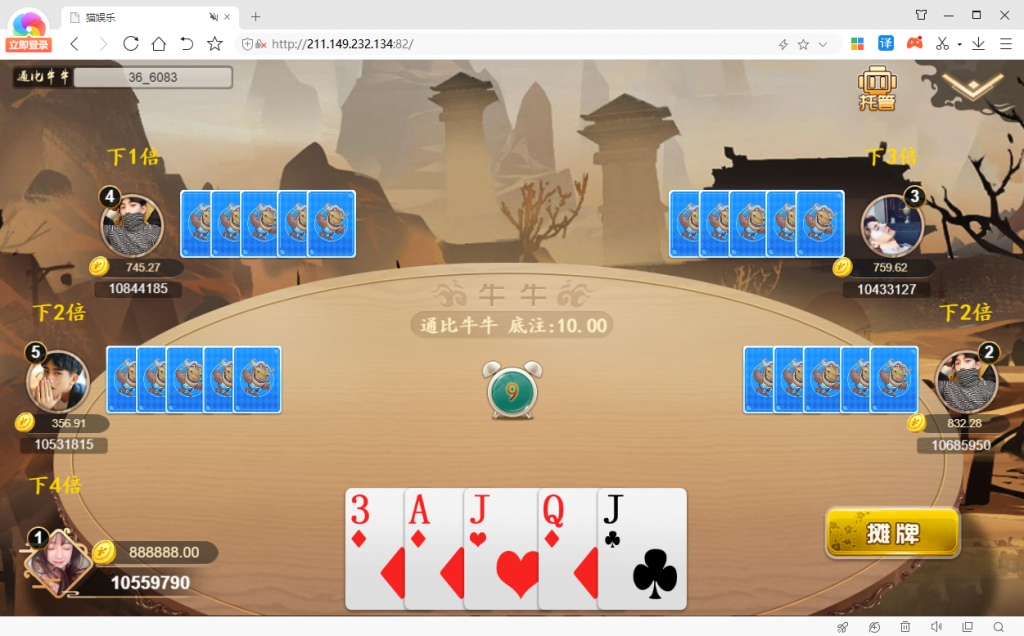 猫娱乐
立即登录
http://211.149.232.134:82/
译
通比牛牛 36_6083
托管
下1倍
下3倍
4
3
745.27
759.62
10844185
10433127
下2倍
下2倍
5
2
牛牛
通比牛牛 底注:10.00
9
356.91
832.28
10531815
10685950
下4倍
3 A J Q J
摊牌
1
888888.00
10559790